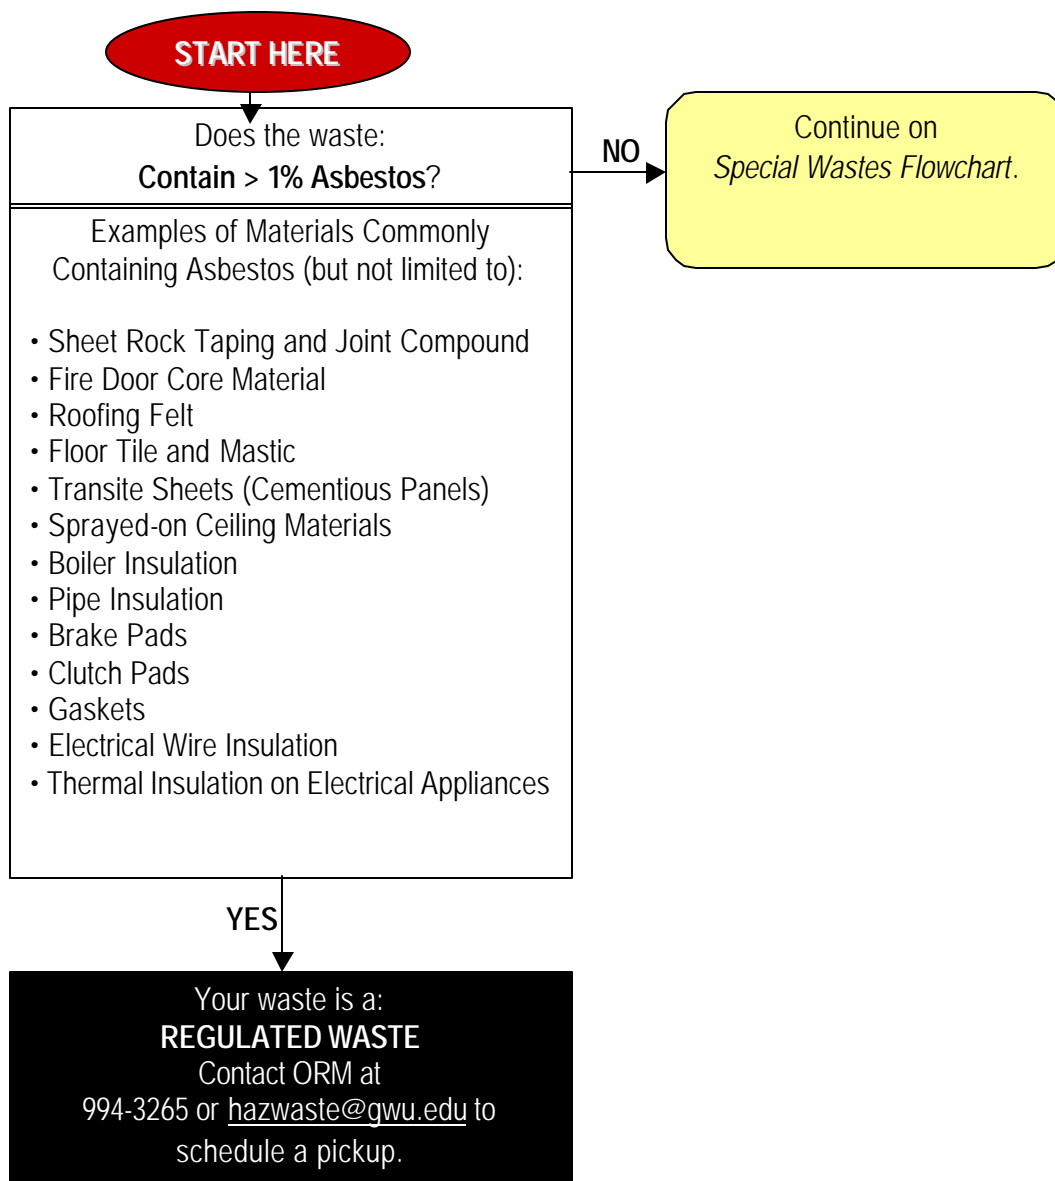 START HERE
Does the waste:
Contain > 1% Asbestos?
NO
Continue on
Special Wastes Flowchart.
Examples of Materials Commonly
Containing Asbestos (but not limited to):
• Sheet Rock Taping and Joint Compound
• Fire Door Core Material
• Roofing Felt
• Floor Tile and Mastic
• Transite Sheets (Cementious Panels)
• Sprayed-on Ceiling Materials
• Boiler Insulation
• Pipe Insulation
• Brake Pads
• Clutch Pads
• Gaskets
• Electrical Wire Insulation
• Thermal Insulation on Electrical Appliances
YES
Your waste is a:
REGULATED WASTE
Contact ORM at
994-3265 or hazwaste@gwu.edu to
schedule a pickup.